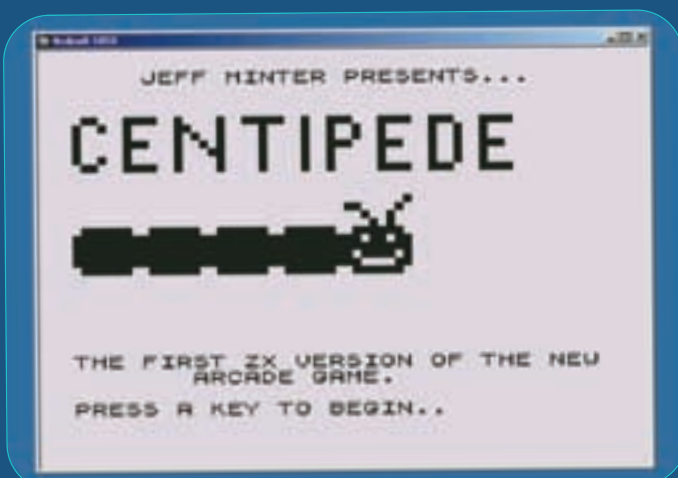 JEFF MINTER PRESENTS...
CENTIPEDE
THE FIRST ZX VERSION OF THE NEW
ARCADE GAME.
PRESS A KEY TO BEGIN..